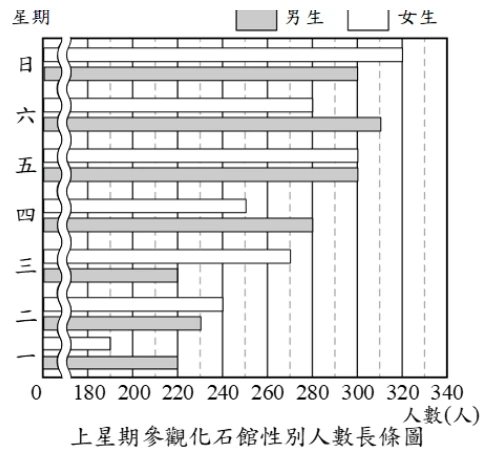 星期 男生 女生
日
六
五
四
三
二
一
0 180 200 220 240 260 280 300 320 340
人數(人)
上星期參觀化石館性別人數長條圖